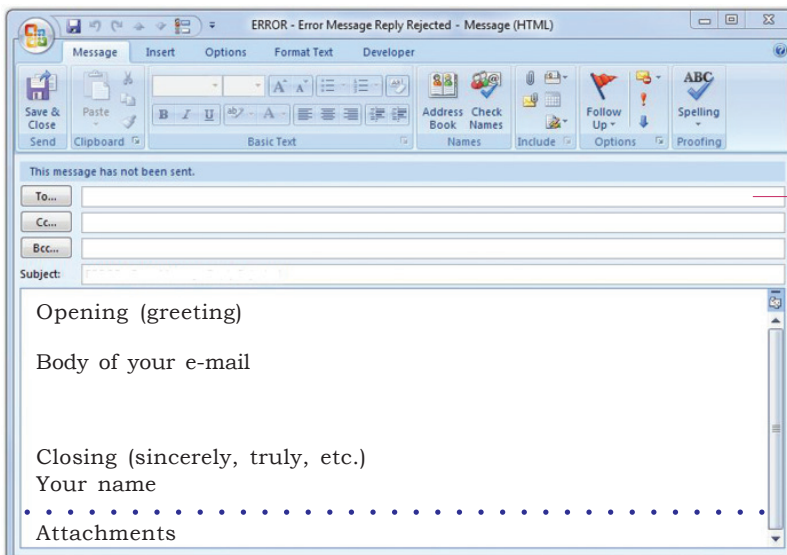 ERROR - Error Message Reply Rejected - Message (HTML)
Message Insert Options Format Text Developer
Save & Close
Paste
B I U ab A
Address Book
Check Names
Follow Up
ABC
Spelling
Send Clipboard Basic Text Names Include Options Proofing
This message has not been sent.
To...
Cc...
Bcc...
Subject:
Opening (greeting)
Body of your e-mail
Closing (sincerely, truly, etc.)
Your name
Attachments